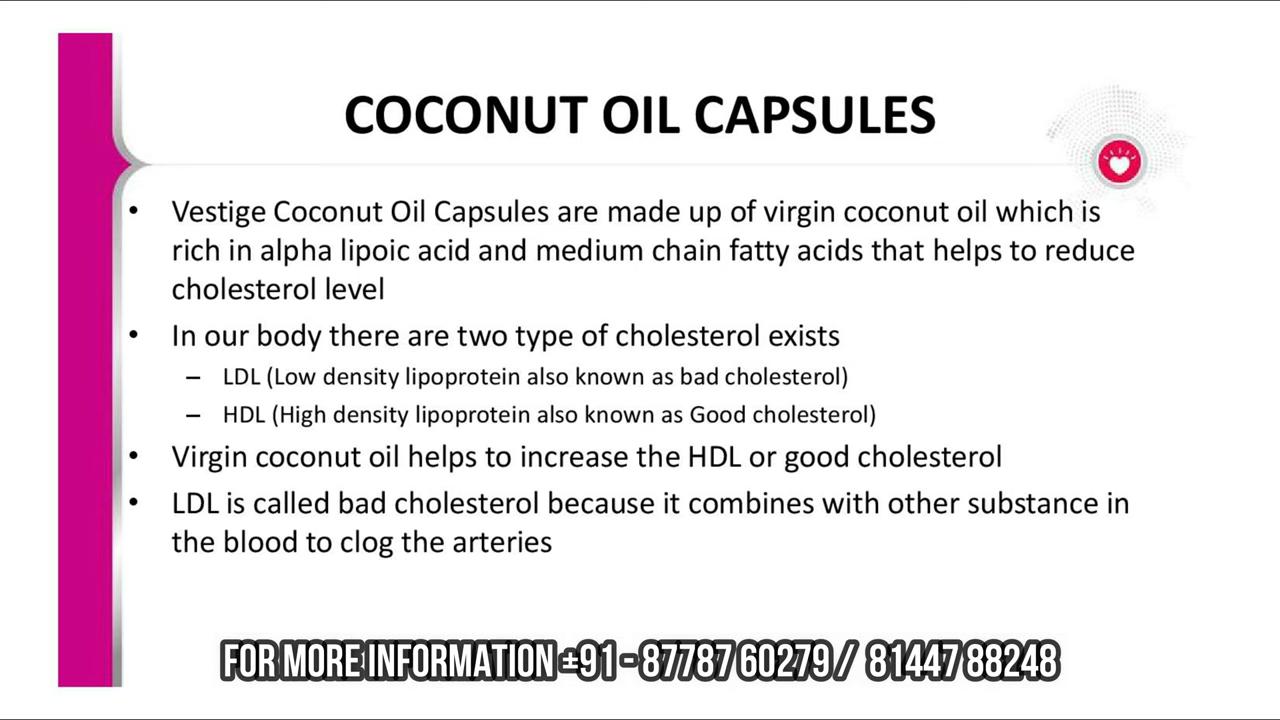 COCONUT OIL CAPSULES
• Vestige Coconut Oil Capsules are made up of virgin coconut oil which is
rich in alpha lipoic acid and medium chain fatty acids that helps to reduce
cholesterol level
• In our body there are two type of cholesterol exists
– LDL (Low density lipoprotein also known as bad cholesterol)
– HDL (High density lipoprotein also known as Good cholesterol)
• Virgin coconut oil helps to increase the HDL or good cholesterol
• LDL is called bad cholesterol because it combines with other substance in
the blood to clog the arteries
FOR MORE INFORMATION ±91 - 87787 60279 / 81447 88248